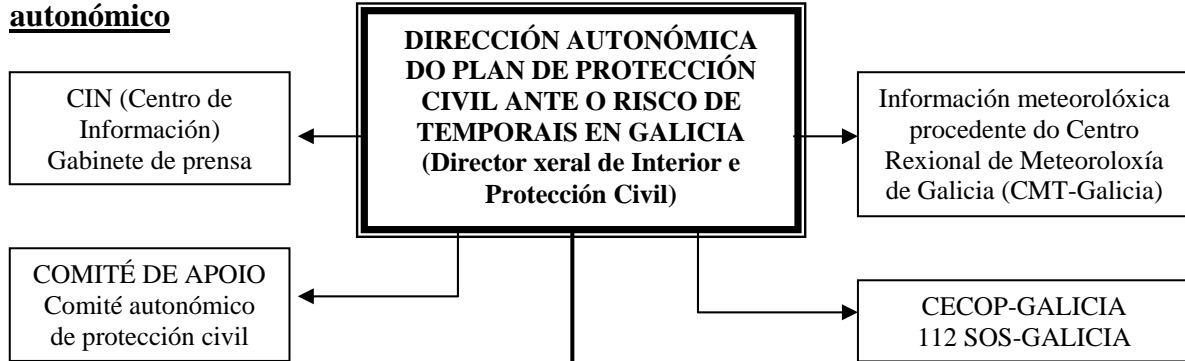 autonómico
DIRECCIÓN AUTONÓMICA
DO PLAN DE PROTECCIÓN
CIVIL ANTE O RISCO DE
TEMPORAIS EN GALICIA
(Director xeral de Interior e
Protección Civil)
CIN (Centro de
Información)
Gabinete de prensa
Información meteorolóxica
procedente do Centro
Rexional de Meteoroloxía
de Galicia (CMT-Galicia)
COMITÉ DE APOIO
Comité autonómico
de protección civil
CECOP-GALICIA
112 SOS-GALICIA